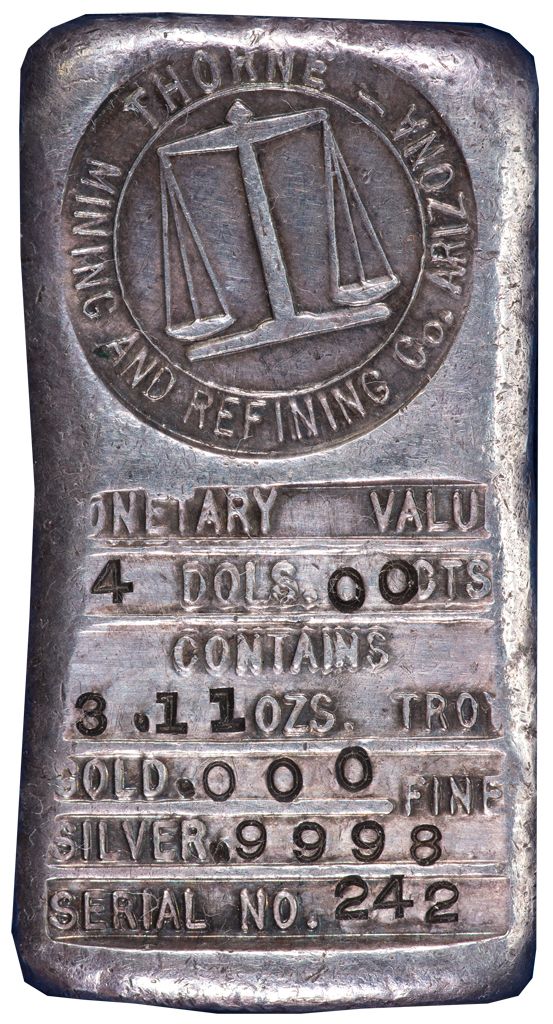 THORNE — ARIZONA
MINING AND REFINING Co.
ONETARY VALU
4 DOLS. 00 CTS
CONTAINS
3.11 OZS. TROY
GOLD .000 FINE
SILVER .9998
SERIAL NO. 242